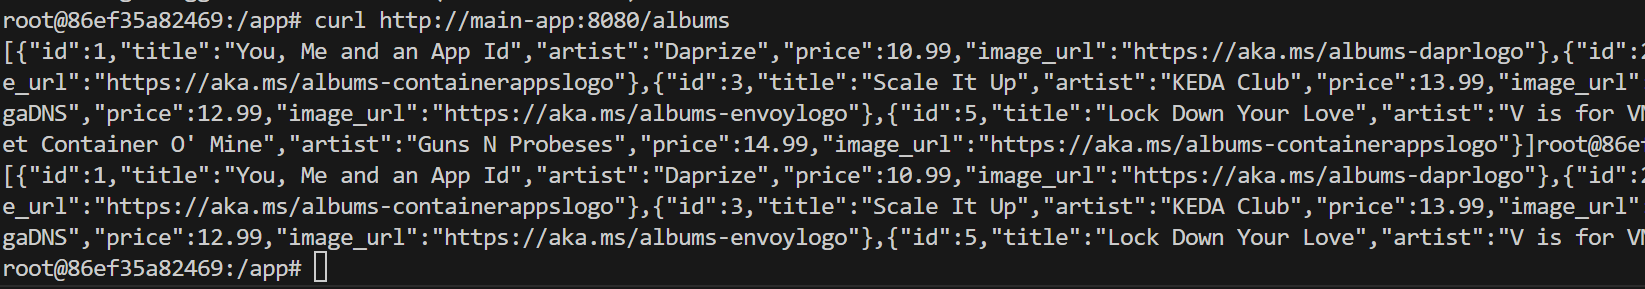 root@86ef35a82469:/app# curl http://main-app:8080/albums
[{"id":1,"title":"You, Me and an App Id","artist":"Daprize","price":10.99,"image_url":"https://aka.ms/albums-daprlogo"},{"id":2
e_url":"https://aka.ms/albums-containerappslogo"},{"id":3,"title":"Scale It Up","artist":"KEDA Club","price":13.99,"image_url"
gaDNS","price":12.99,"image_url":"https://aka.ms/albums-envoylogo"},{"id":5,"title":"Lock Down Your Love","artist":"V is for VN
et Container O' Mine","artist":"Guns N Probeses","price":14.99,"image_url":"https://aka.ms/albums-containerappslogo"}]root@86ef
[{"id":1,"title":"You, Me and an App Id","artist":"Daprize","price":10.99,"image_url":"https://aka.ms/albums-daprlogo"},{"id":2
e_url":"https://aka.ms/albums-containerappslogo"},{"id":3,"title":"Scale It Up","artist":"KEDA Club","price":13.99,"image_url"
gaDNS","price":12.99,"image_url":"https://aka.ms/albums-envoylogo"},{"id":5,"title":"Lock Down Your Love","artist":"V is for VN
root@86ef35a82469:/app#